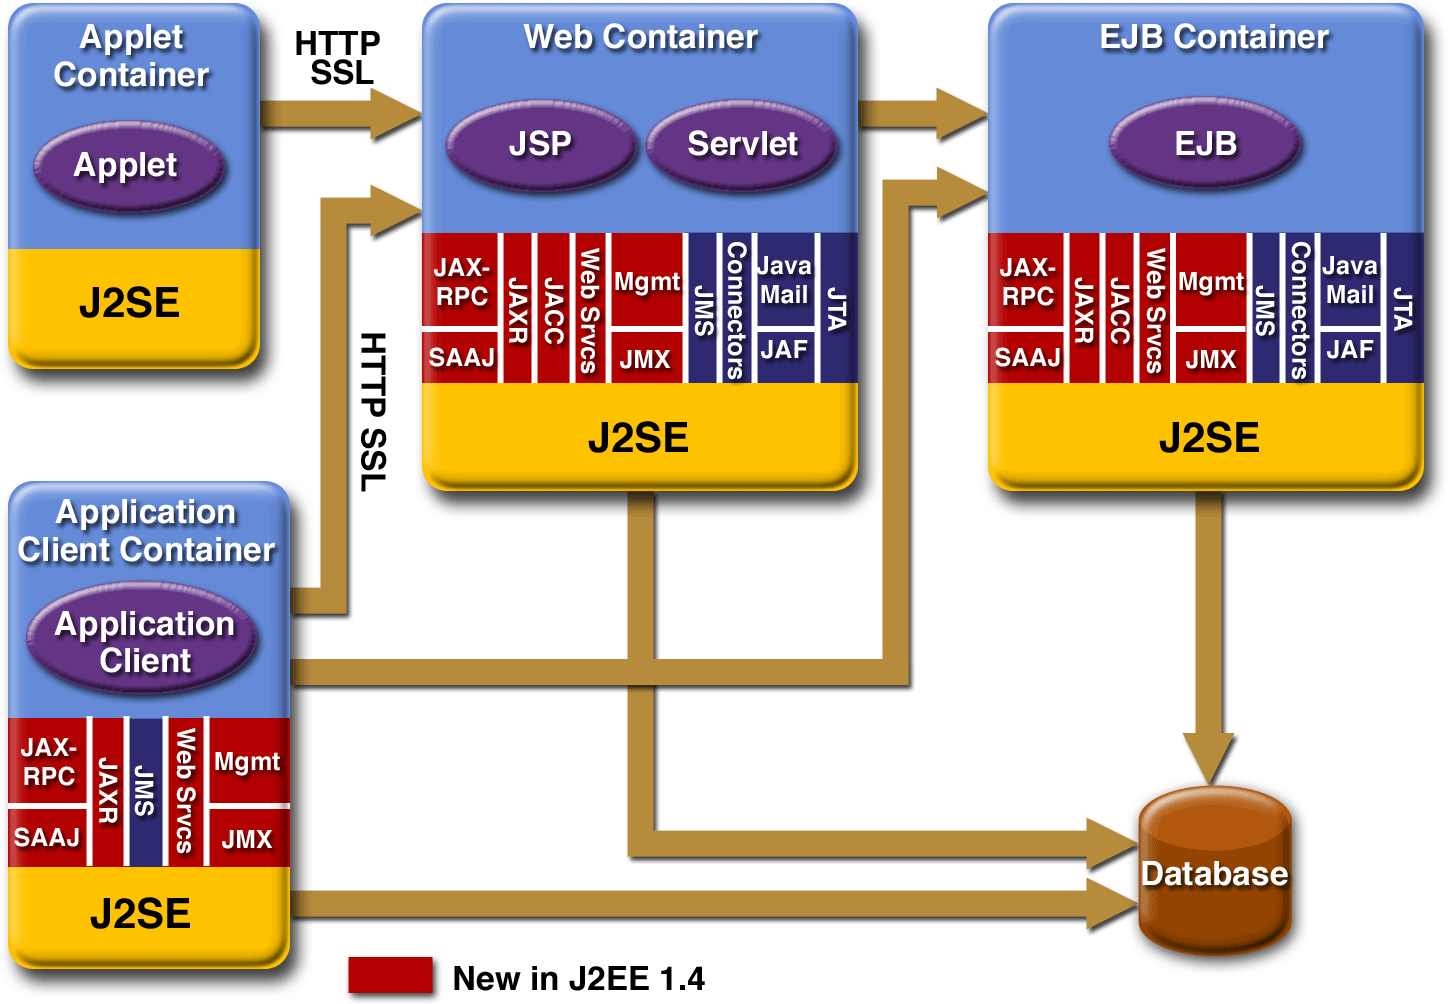 Applet
Container
Applet
J2SE
HTTP
SSL
Web Container
JSP
Servlet
JAX-
RPC
SAAJ
JAXR
JACC
Web Srvcs
Mgmt
JMX
JMS
Connectors
Java
Mail
JAF
JTA
J2SE
EJB Container
EJB
JAX-
RPC
SAAJ
JAXR
JACC
Web Srvcs
Mgmt
JMX
JMS
Connectors
Java
Mail
JAF
JTA
J2SE
HTTP SSL
Application
Client Container
Application
Client
JAX-
RPC
SAAJ
JAXR
JMS
Web Srvcs
Mgmt
JMX
J2SE
Database
New in J2EE 1.4